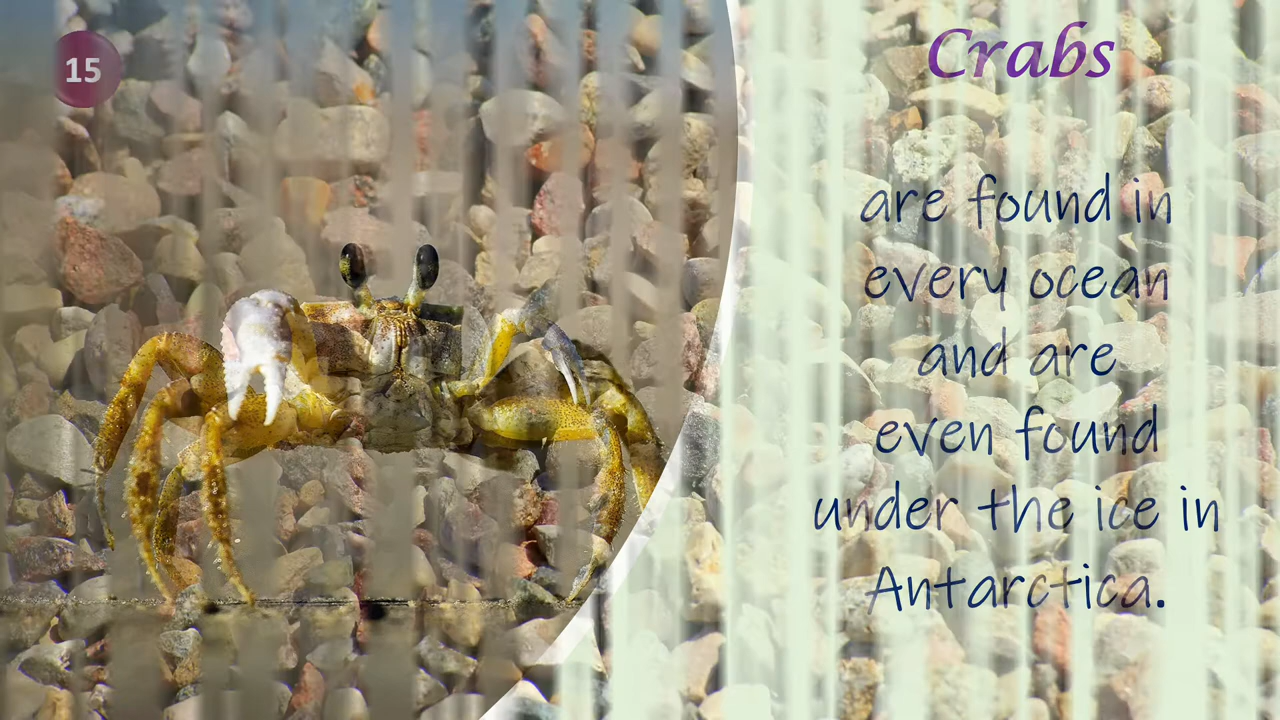 15
Crabs
are found in
every ocean
and are
even found
under the ice in
Antarctica.